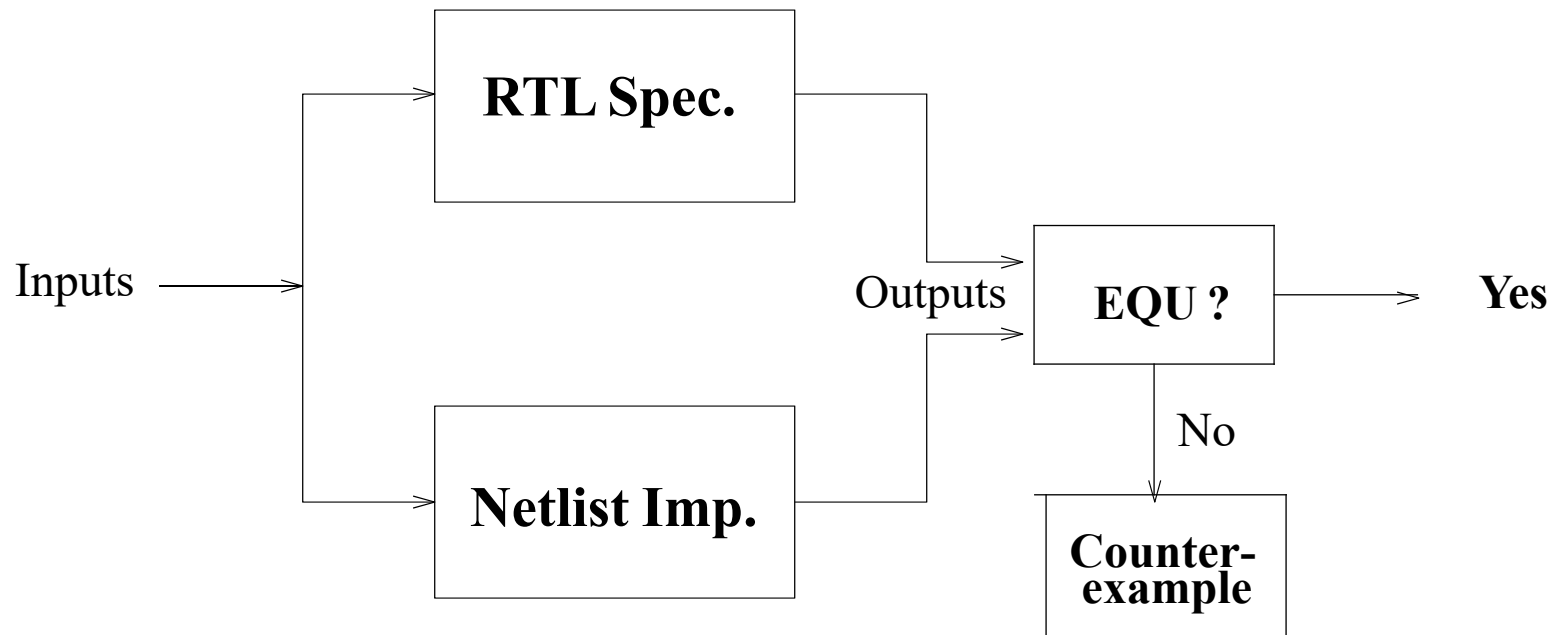 RTL Spec.
Inputs
Outputs
EQU ?
Yes
No
Netlist Imp.
Counter-
example